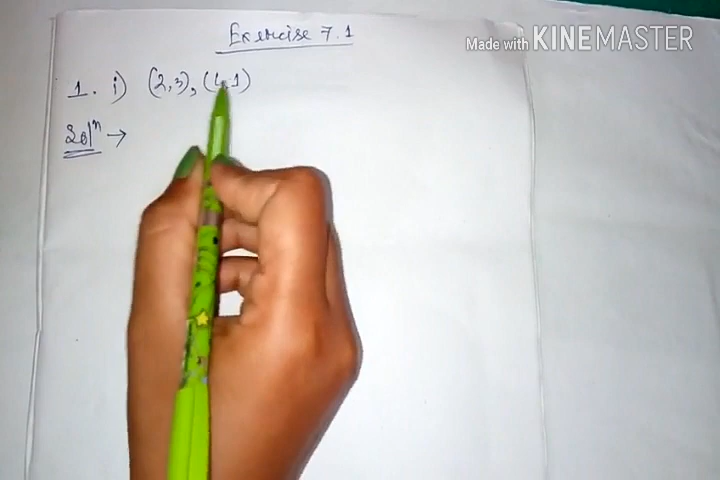 Exercise 7.1
Made with KINEMASTER
1. i) (2,3), (4,1)
Solⁿ →